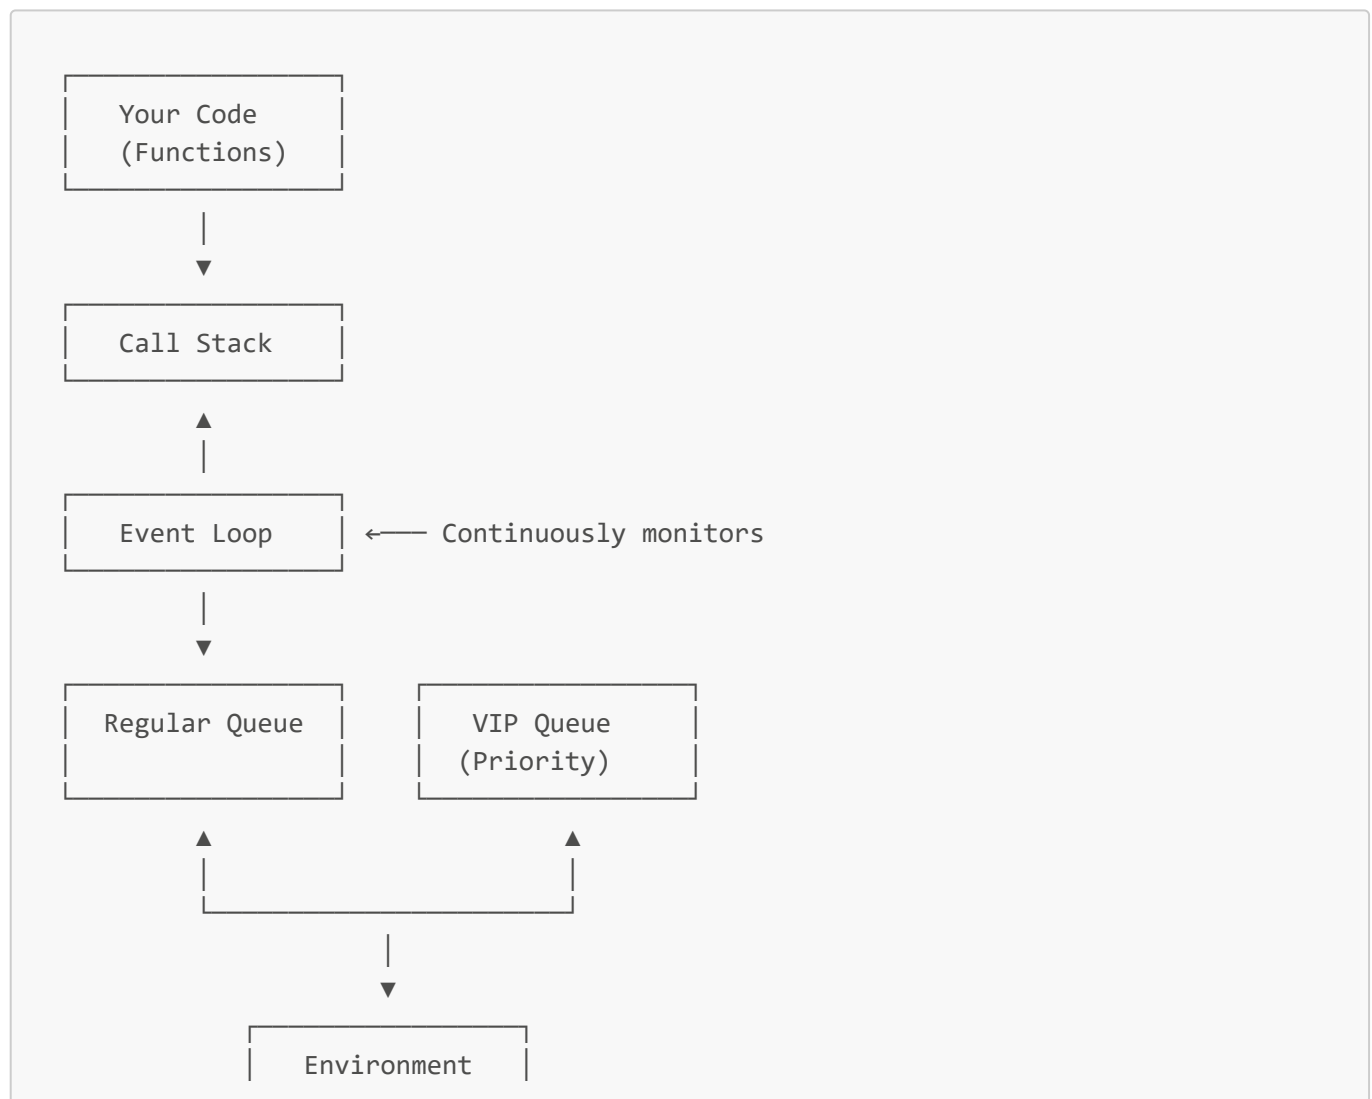 Your Code
(Functions)
Call Stack
Event Loop ←── Continuously monitors
Regular Queue VIP Queue
(Priority)
Environment